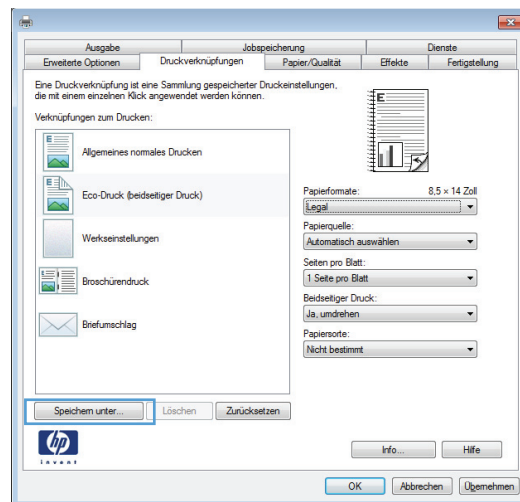 Ausgabe
Jobspeicherung
Dienste
Erweiterte Optionen
Druckverknüpfungen
Papier/Qualität
Effekte
Fertigstellung
Eine Druckverknüpfung ist eine Sammlung gespeicherter Druckeinstellungen,
die mit einem einzelnen Klick angewendet werden können.
Verknüpfungen zum Drucken:
E
Allgemeines normales Drucken
E
Eco-Druck (beidseitiger Druck)
Werkseinstellungen
Broschürendruck
Briefumschlag
Speichern unter...
Löschen
Zurücksetzen
E
Papierformate:
8,5 × 14 Zoll
Legal
Papierquelle:
Automatisch auswählen
Seiten pro Blatt:
1 Seite pro Blatt
Beidseitiger Druck:
Ja, umdrehen
Papiersorte:
Nicht bestimmt
hp
invent
Info...
Hilfe
OK
Abbrechen
Übernehmen